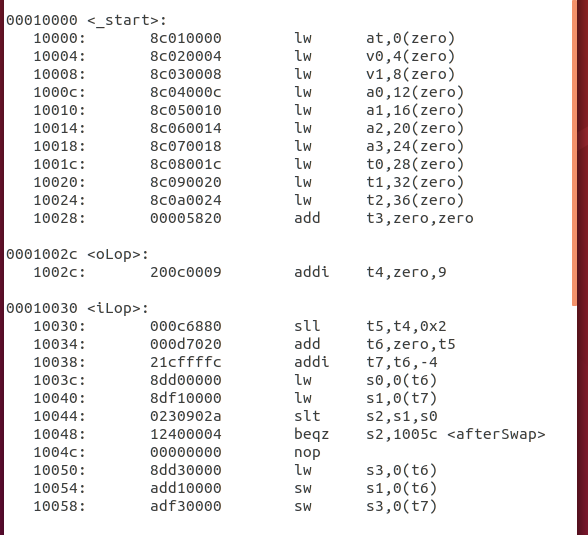 00010000 <_start>:
10000: 8c010000 lw at,0(zero)
10004: 8c020004 lw v0,4(zero)
10008: 8c030008 lw v1,8(zero)
1000c: 8c04000c lw a0,12(zero)
10010: 8c050010 lw a1,16(zero)
10014: 8c060014 lw a2,20(zero)
10018: 8c070018 lw a3,24(zero)
1001c: 8c08001c lw t0,28(zero)
10020: 8c090020 lw t1,32(zero)
10024: 8c0a0024 lw t2,36(zero)
10028: 00005820 add t3,zero,zero
0001002c <oLop>:
1002c: 200c0009 addi t4,zero,9
00010030 <iLop>:
10030: 000c6880 sll t5,t4,0x2
10034: 000d7020 add t6,zero,t5
10038: 21cffffc addi t7,t6,-4
1003c: 8dd00000 lw s0,0(t6)
10040: 8df10000 lw s1,0(t7)
10044: 0230902a slt s2,s1,s0
10048: 12400004 beqz s2,1005c <afterSwap>
1004c: 00000000 nop
10050: 8dd30000 lw s3,0(t6)
10054: add10000 sw s1,0(t6)
10058: adf30000 sw s3,0(t7)